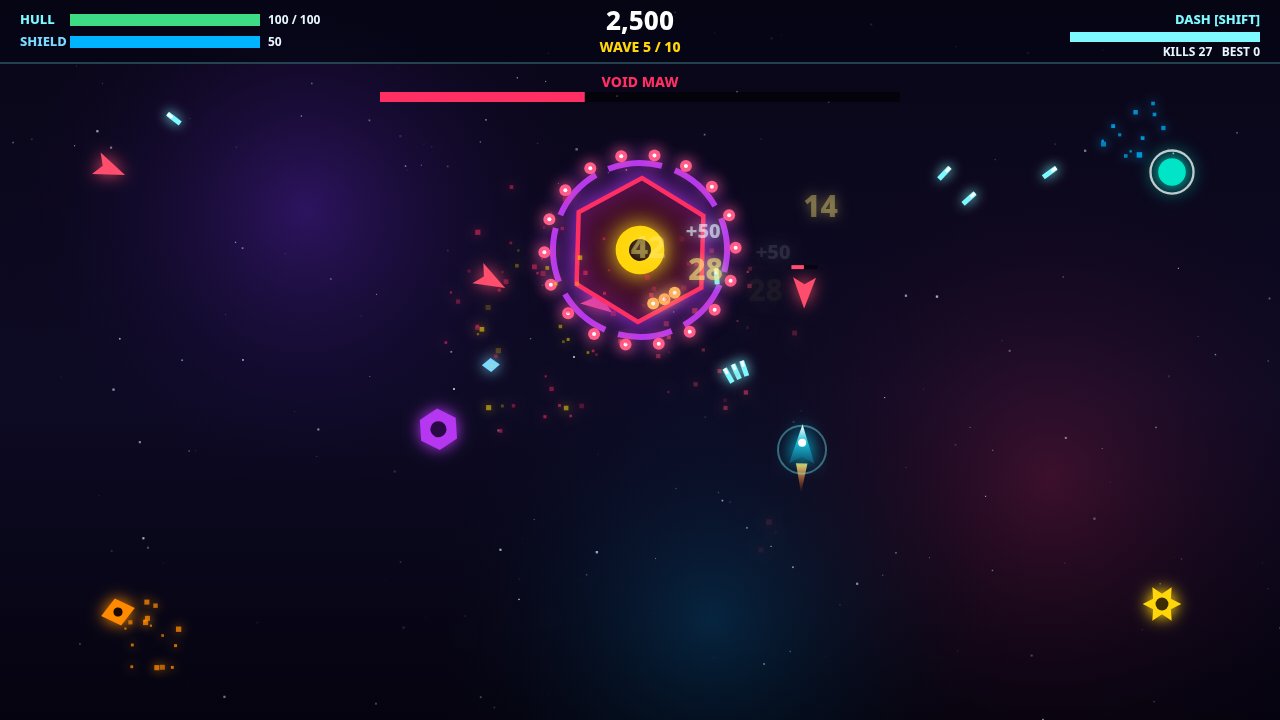 HULL 100 / 100
SHIELD 50
2,500
WAVE 5 / 10
DASH [SHIFT]
KILLS 27 BEST 0
VOID MAW
14
+50
+50
42
28
28